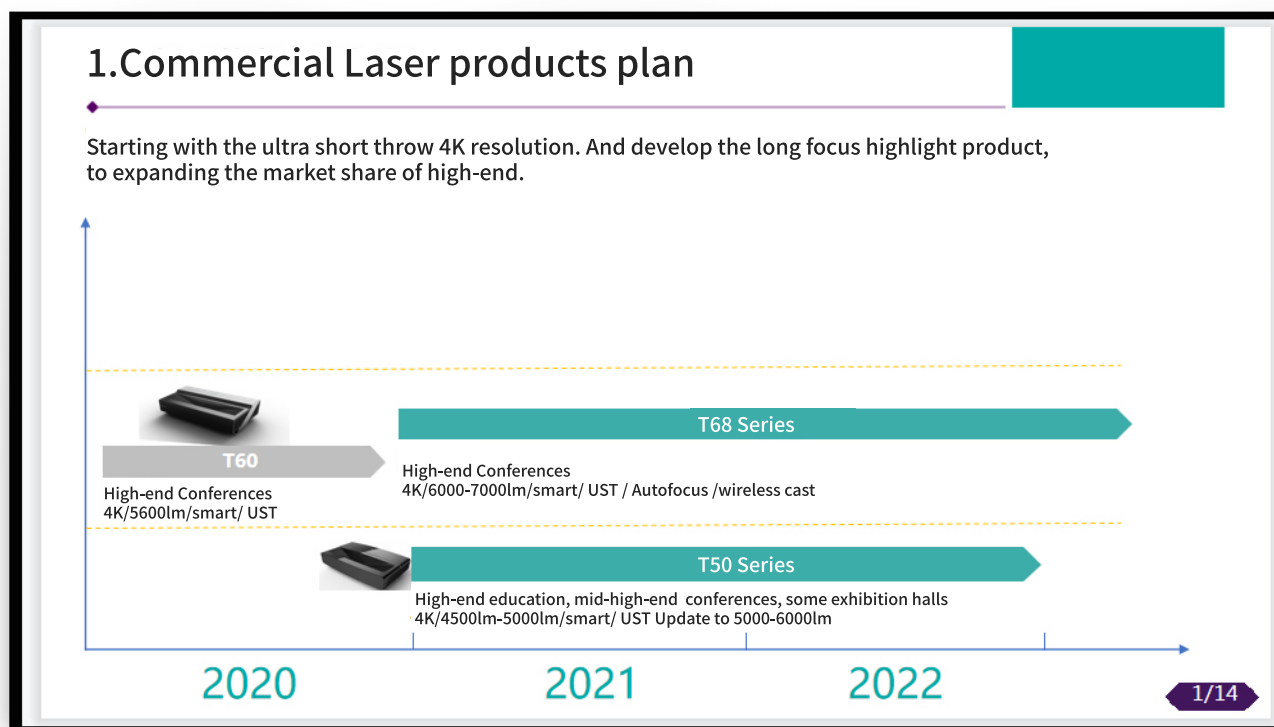 1.Commercial Laser products plan
Starting with the ultra short throw 4K resolution. And develop the long focus highlight product,
to expanding the market share of high-end.
T68 Series
T60
High-end Conferences
4K/6000-7000lm/smart/ UST / Autofocus /wireless cast
High-end Conferences
4K/5600lm/smart/ UST
T50 Series
High-end education, mid-high-end  conferences, some exhibition halls
4K/4500lm-5000lm/smart/ UST Update to 5000-6000lm
2020
2021
2022
1/14